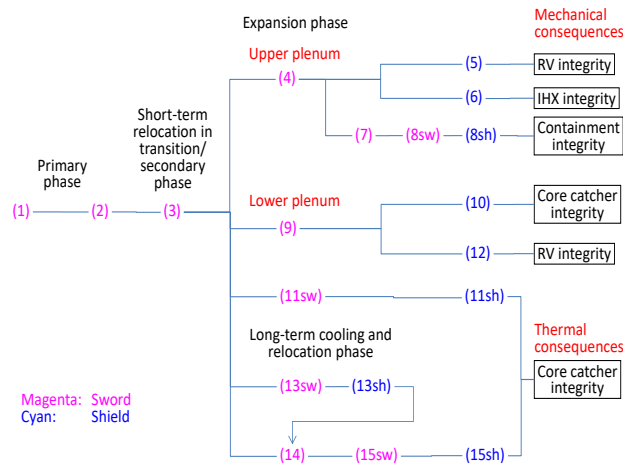 Expansion phase
Mechanical
consequences
Upper plenum
(4)
(5)
RV integrity
(6)
IHX integrity
(7)
(8sw)
(8sh)
Containment
integrity
Short-term
relocation in
transition/
secondary
phase
Primary
phase
(1)
(2)
(3)
Lower plenum
(9)
(10)
Core catcher
integrity
(12)
RV integrity
(11sw)
(11sh)
Long-term cooling and
relocation phase
Thermal
consequences
Core catcher
integrity
(13sw)
(13sh)
(14)
(15sw)
(15sh)
Magenta: Sword
Cyan: Shield